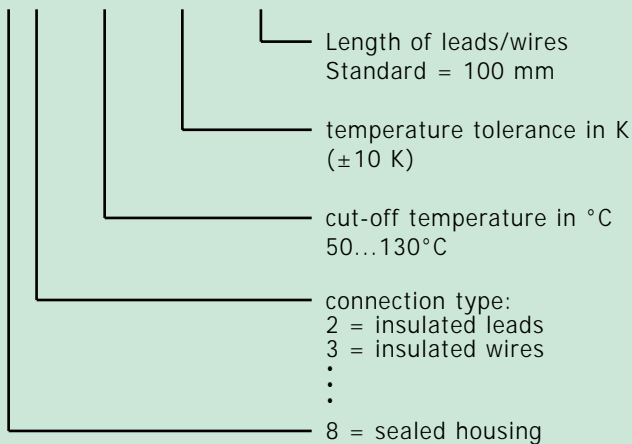 Length of leads/wires
Standard = 100 mm
temperature tolerance in K
(±10 K)
cut-off temperature in °C
50...130°C
connection type:
2 = insulated leads
3 = insulated wires
•
•
•
8 = sealed housing